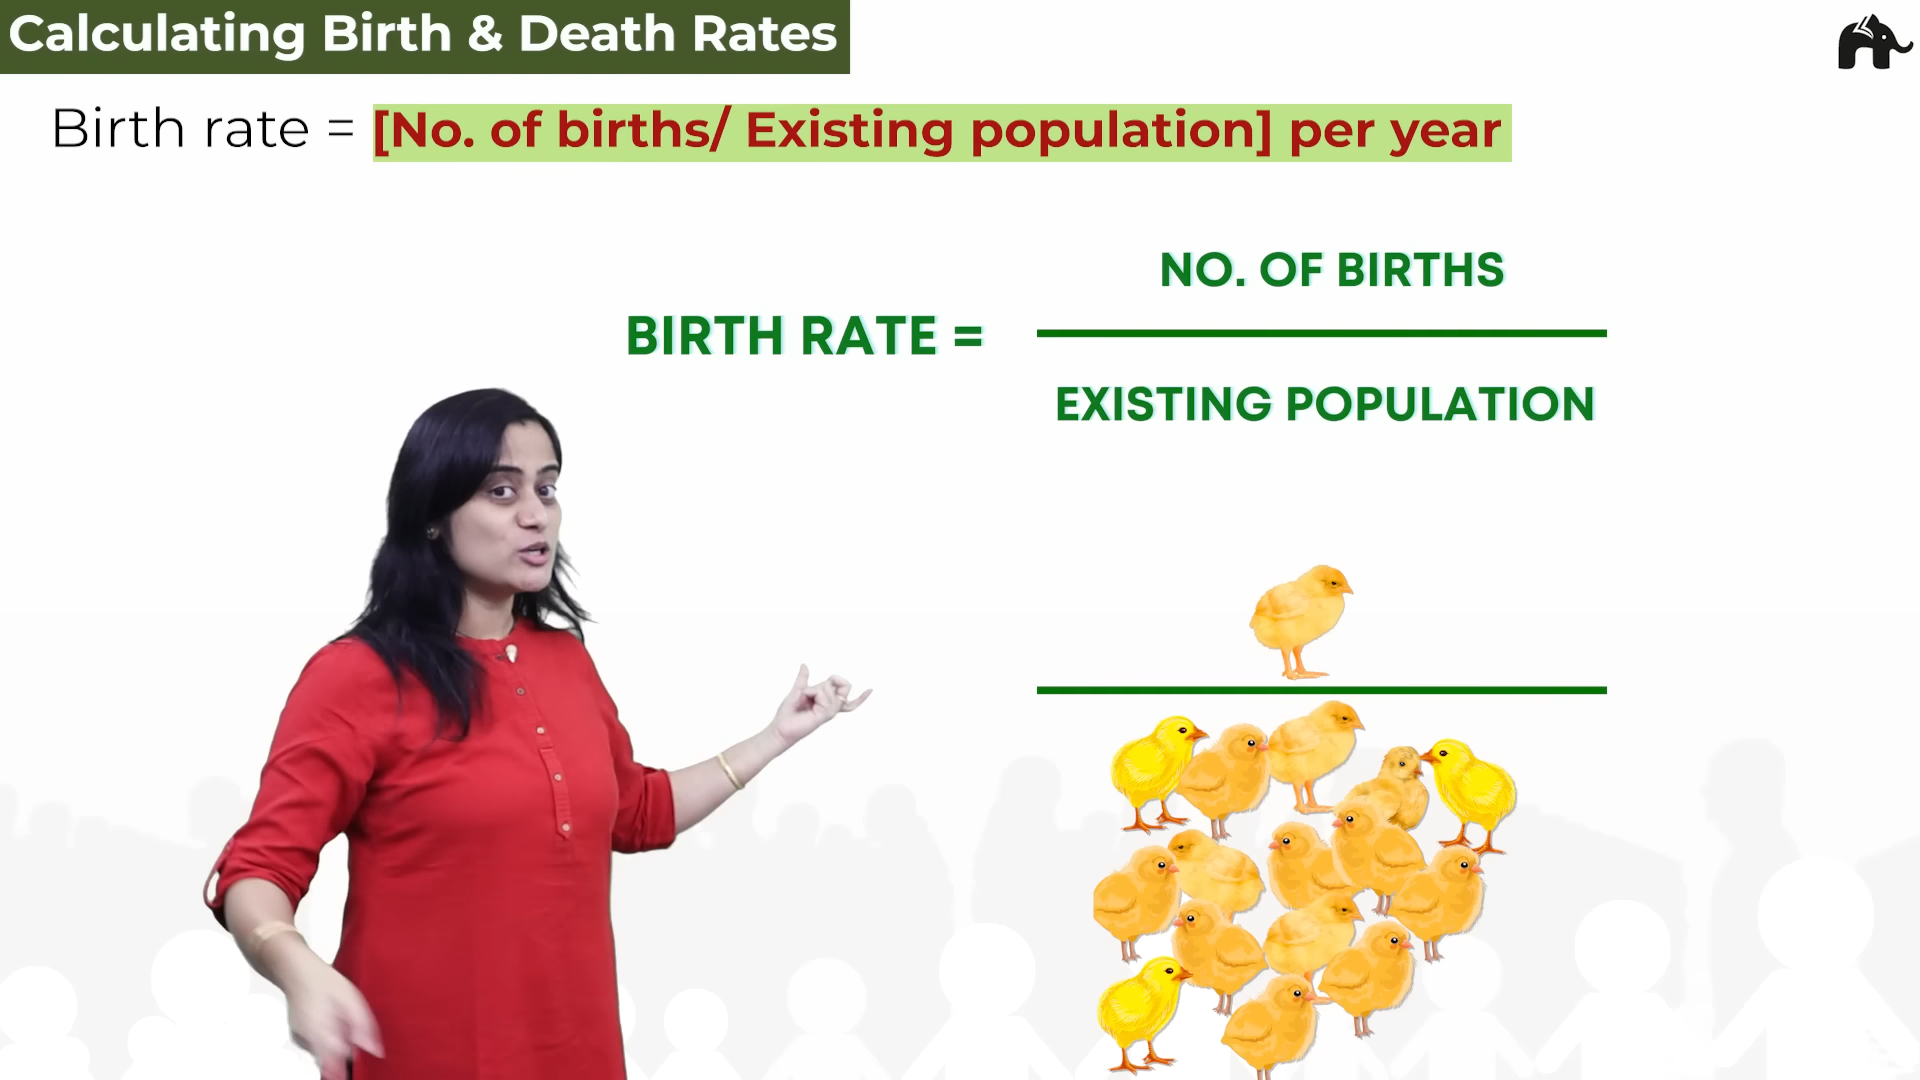 Calculating Birth & Death Rates
Birth rate = [No. of births/ Existing population] per year
NO. OF BIRTHS
BIRTH RATE =
EXISTING POPULATION